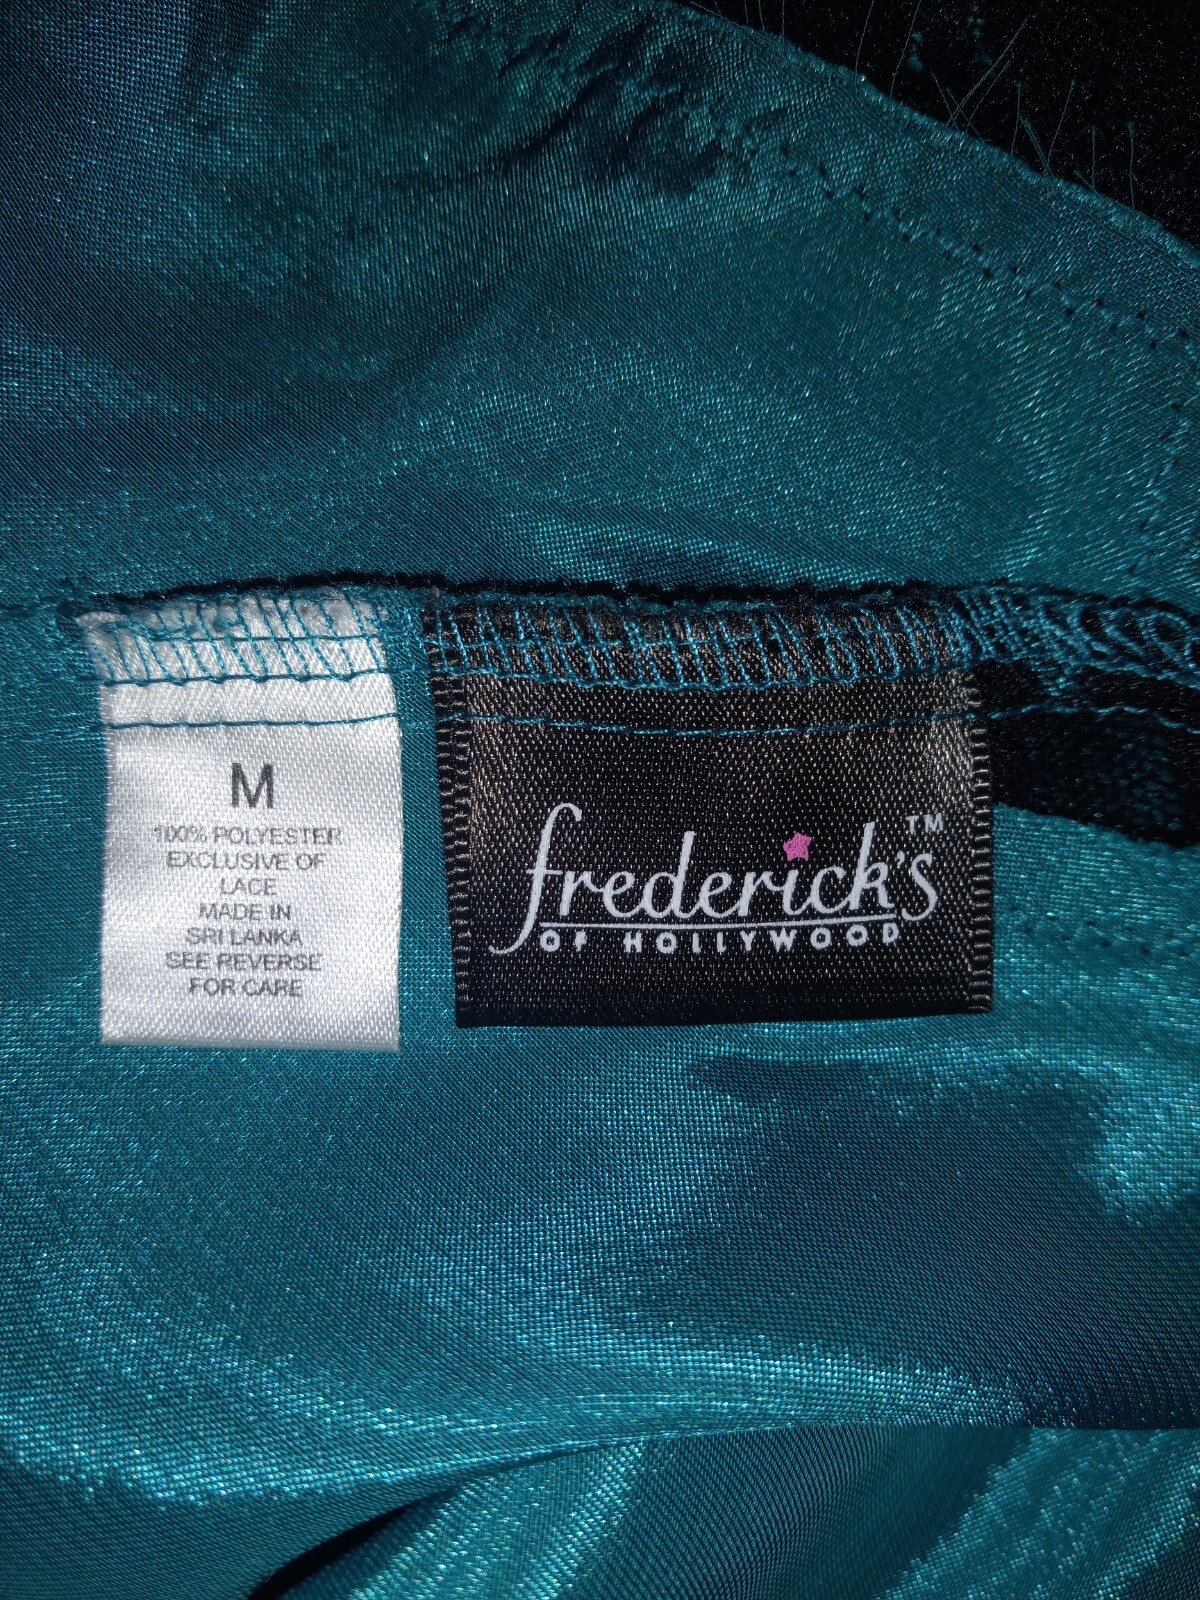 M
100% POLYESTER
EXCLUSIVE OF
LACE
MADE IN
SRI LANKA
SEE REVERSE
FOR CARE
frederick's™
OF HOLLYWOOD